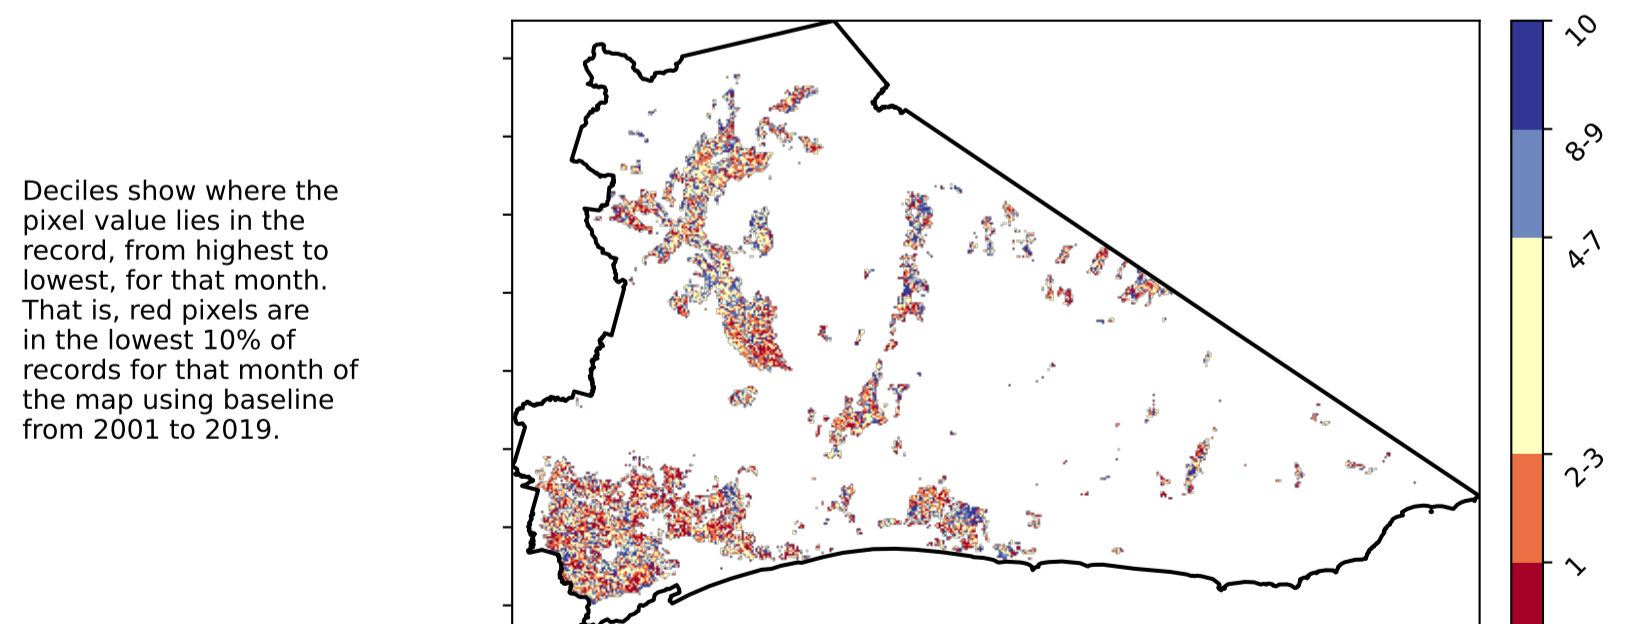 Deciles show where the
pixel value lies in the
record, from highest to
lowest, for that month.
That is, red pixels are
in the lowest 10% of
records for that month of
the map using baseline
from 2001 to 2019.
10
8-9
4-7
2-3
1